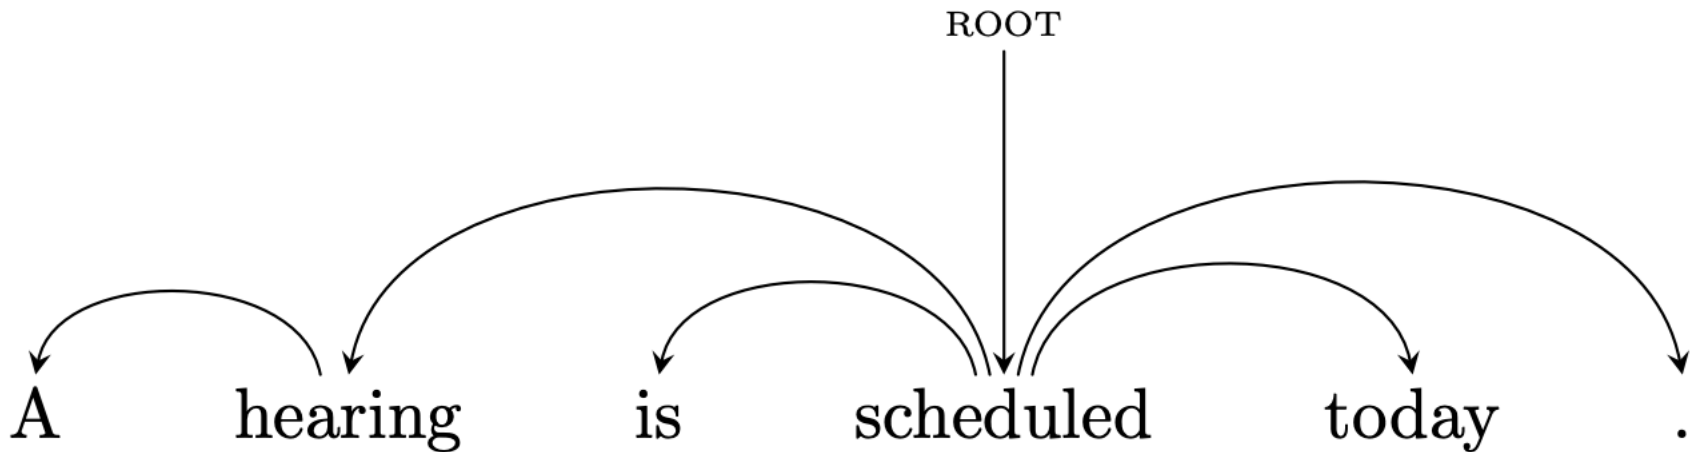 ROOT
A hearing is scheduled today .